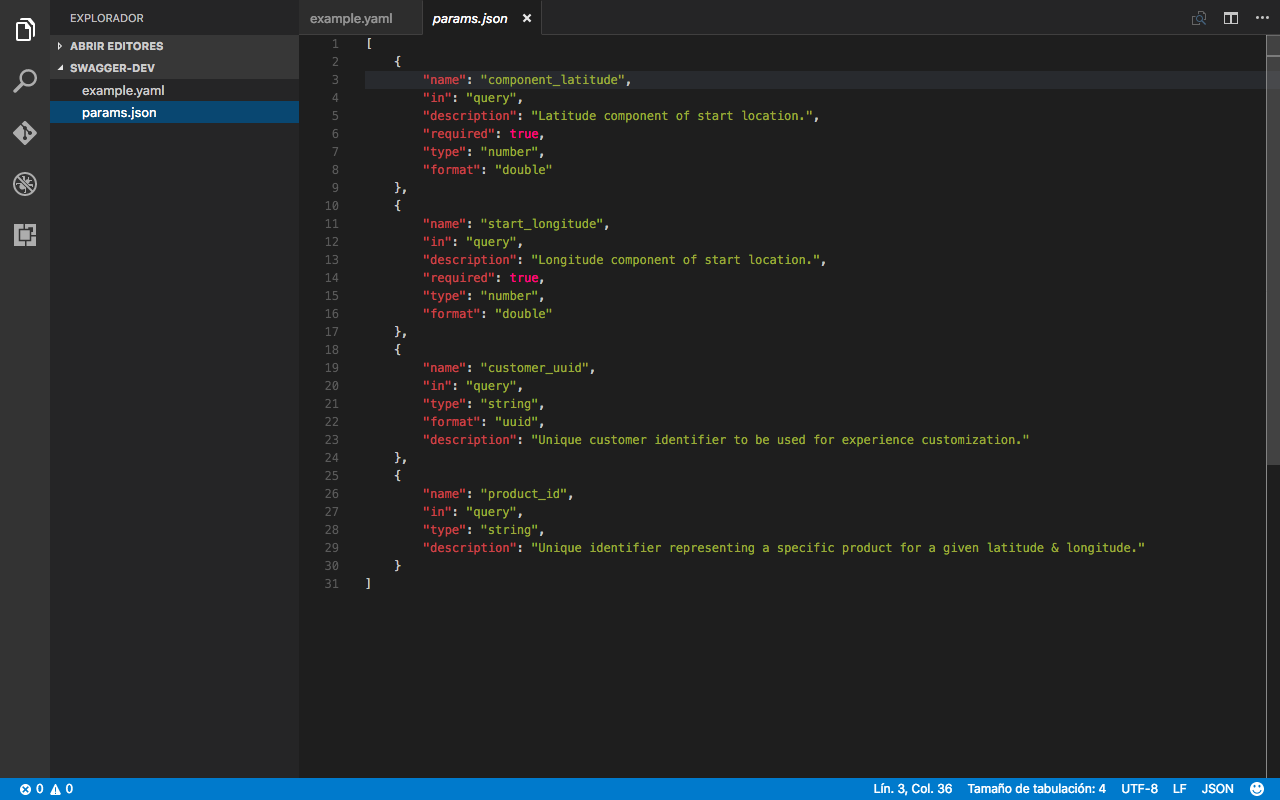 EXPLORADOR
ABRIR EDITORES
SWAGGER-DEV
example.yaml
params.json
example.yaml params.json
1 [
2 {
3 "name": "component_latitude",
4 "in": "query",
5 "description": "Latitude component of start location.",
6 "required": true,
7 "type": "number",
8 "format": "double"
9 },
10 {
11 "name": "start_longitude",
12 "in": "query",
13 "description": "Longitude component of start location.",
14 "required": true,
15 "type": "number",
16 "format": "double"
17 },
18 {
19 "name": "customer_uuid",
20 "in": "query",
21 "type": "string",
22 "format": "uuid",
23 "description": "Unique customer identifier to be used for experience customization."
24 },
25 {
26 "name": "product_id",
27 "in": "query",
28 "type": "string",
29 "description": "Unique identifier representing a specific product for a given latitude & longitude."
30 }
31 ]
0 0 Lín. 3, Col. 36 Tamaño de tabulación: 4 UTF-8 LF JSON